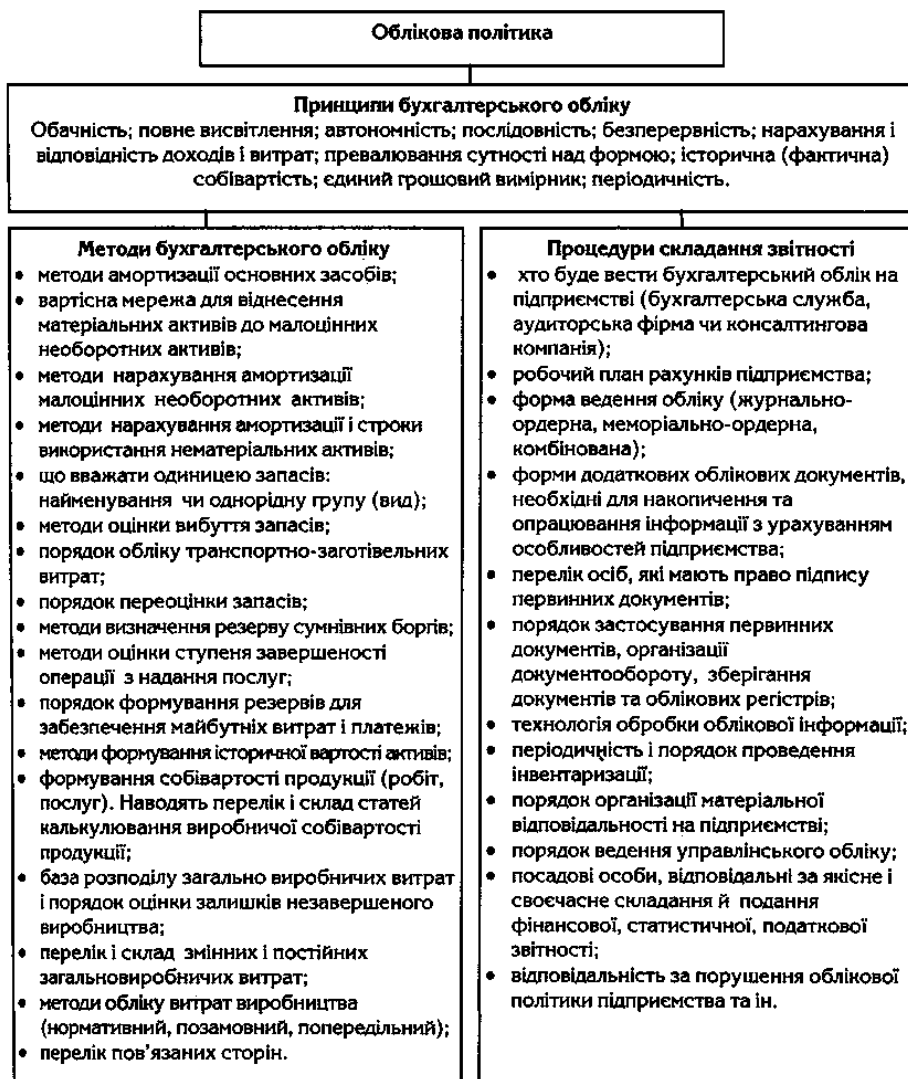 Облікова політика
Принципи бухгалтерського обліку
Обачність; повне висвітлення; автономність; послідовність; безперервність; нарахування і
відповідність доходів і витрат; превалювання сутності над формою; історична (фактична)
собівартість; єдиний грошовий вимірник; періодичність.
Методи бухгалтерського обліку
• методи амортизації основних засобів;
• вартісна мережа для віднесення
матеріальних активів до малоцінних
необоротних активів;
• методи нарахування амортизації
малоцінних необоротних активів;
• методи нарахування амортизації і строки
використання нематеріальних активів;
• що вважати одиницею запасів:
найменування чи однорідну групу (вид);
• методи оцінки вибуття запасів;
• порядок обліку транспортно-заготівельних
витрат;
• порядок переоцінки запасів;
• методи визначення резерву сумнівних боргів;
• методи оцінки ступеня завершеності
операції з надання послуг;
• порядок формування резервів для
забезпечення майбутніх витрат і платежів;
• методи формування історичної вартості активів;
• формування собівартості продукції (робіт,
послуг). Наводять перелік і склад статей
калькулювання виробничої собівартості
продукції;
• база розподілу загально виробничих витрат
і порядок оцінки залишків незавершеного
виробництва;
• перелік і склад змінних і постійних
загальновиробничих витрат;
• методи обліку витрат виробництва
(нормативний, позамовний, попередільний);
• перелік пов’язаних сторін.
Процедури складання звітності
• хто буде вести бухгалтерський облік на
підприємстві (бухгалтерська служба,
аудиторська фірма чи консалтингова
компанія);
• робочий план рахунків підприємства;
• форма ведення обліку (журнально-
ордерна, меморіально-ордерна,
комбінована);
• форми додаткових облікових документів,
необхідні для накопичення та
опрацювання інформації з урахуванням
особливостей підприємства;
• перелік осіб, які мають право підпису
первинних документів;
• порядок застосування первинних
документів, організації
документообороту, зберігання
документів та облікових регістрів;
• технологія обробки облікової інформації;
• періодичність і порядок проведення
інвентаризації;
• порядок організації матеріальної
відповідальності на підприємстві;
• порядок ведення управлінського обліку;
• посадові особи, відповідальні за якісне і
своєчасне складання й подання
фінансової, статистичної, податкової
звітності;
• відповідальність за порушення облікової
політики підприємства та ін.